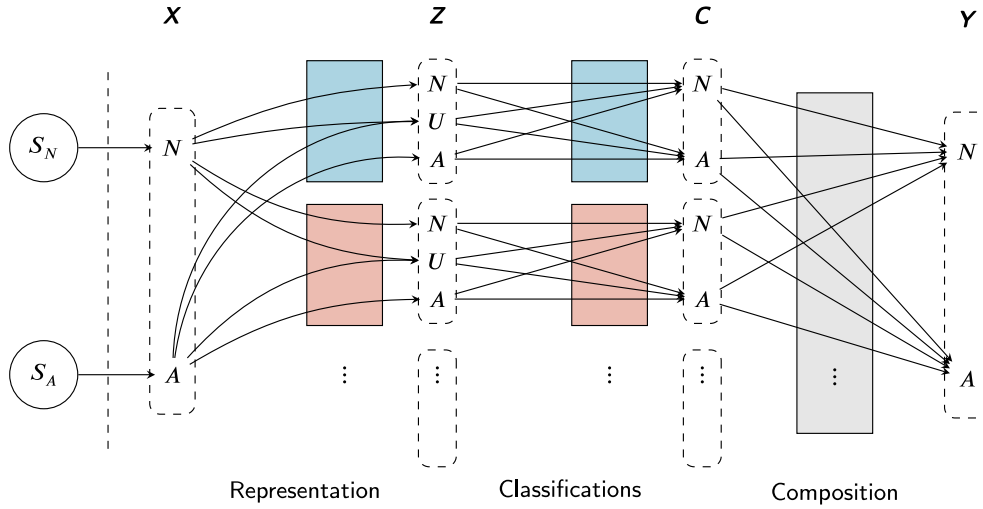 X Z C Y
N N
U
A A
S_N N N
N N
U
A A
S_A A ⋮ ⋮ ⋮ ⋮ ⋮ A
Representation Classifications Composition